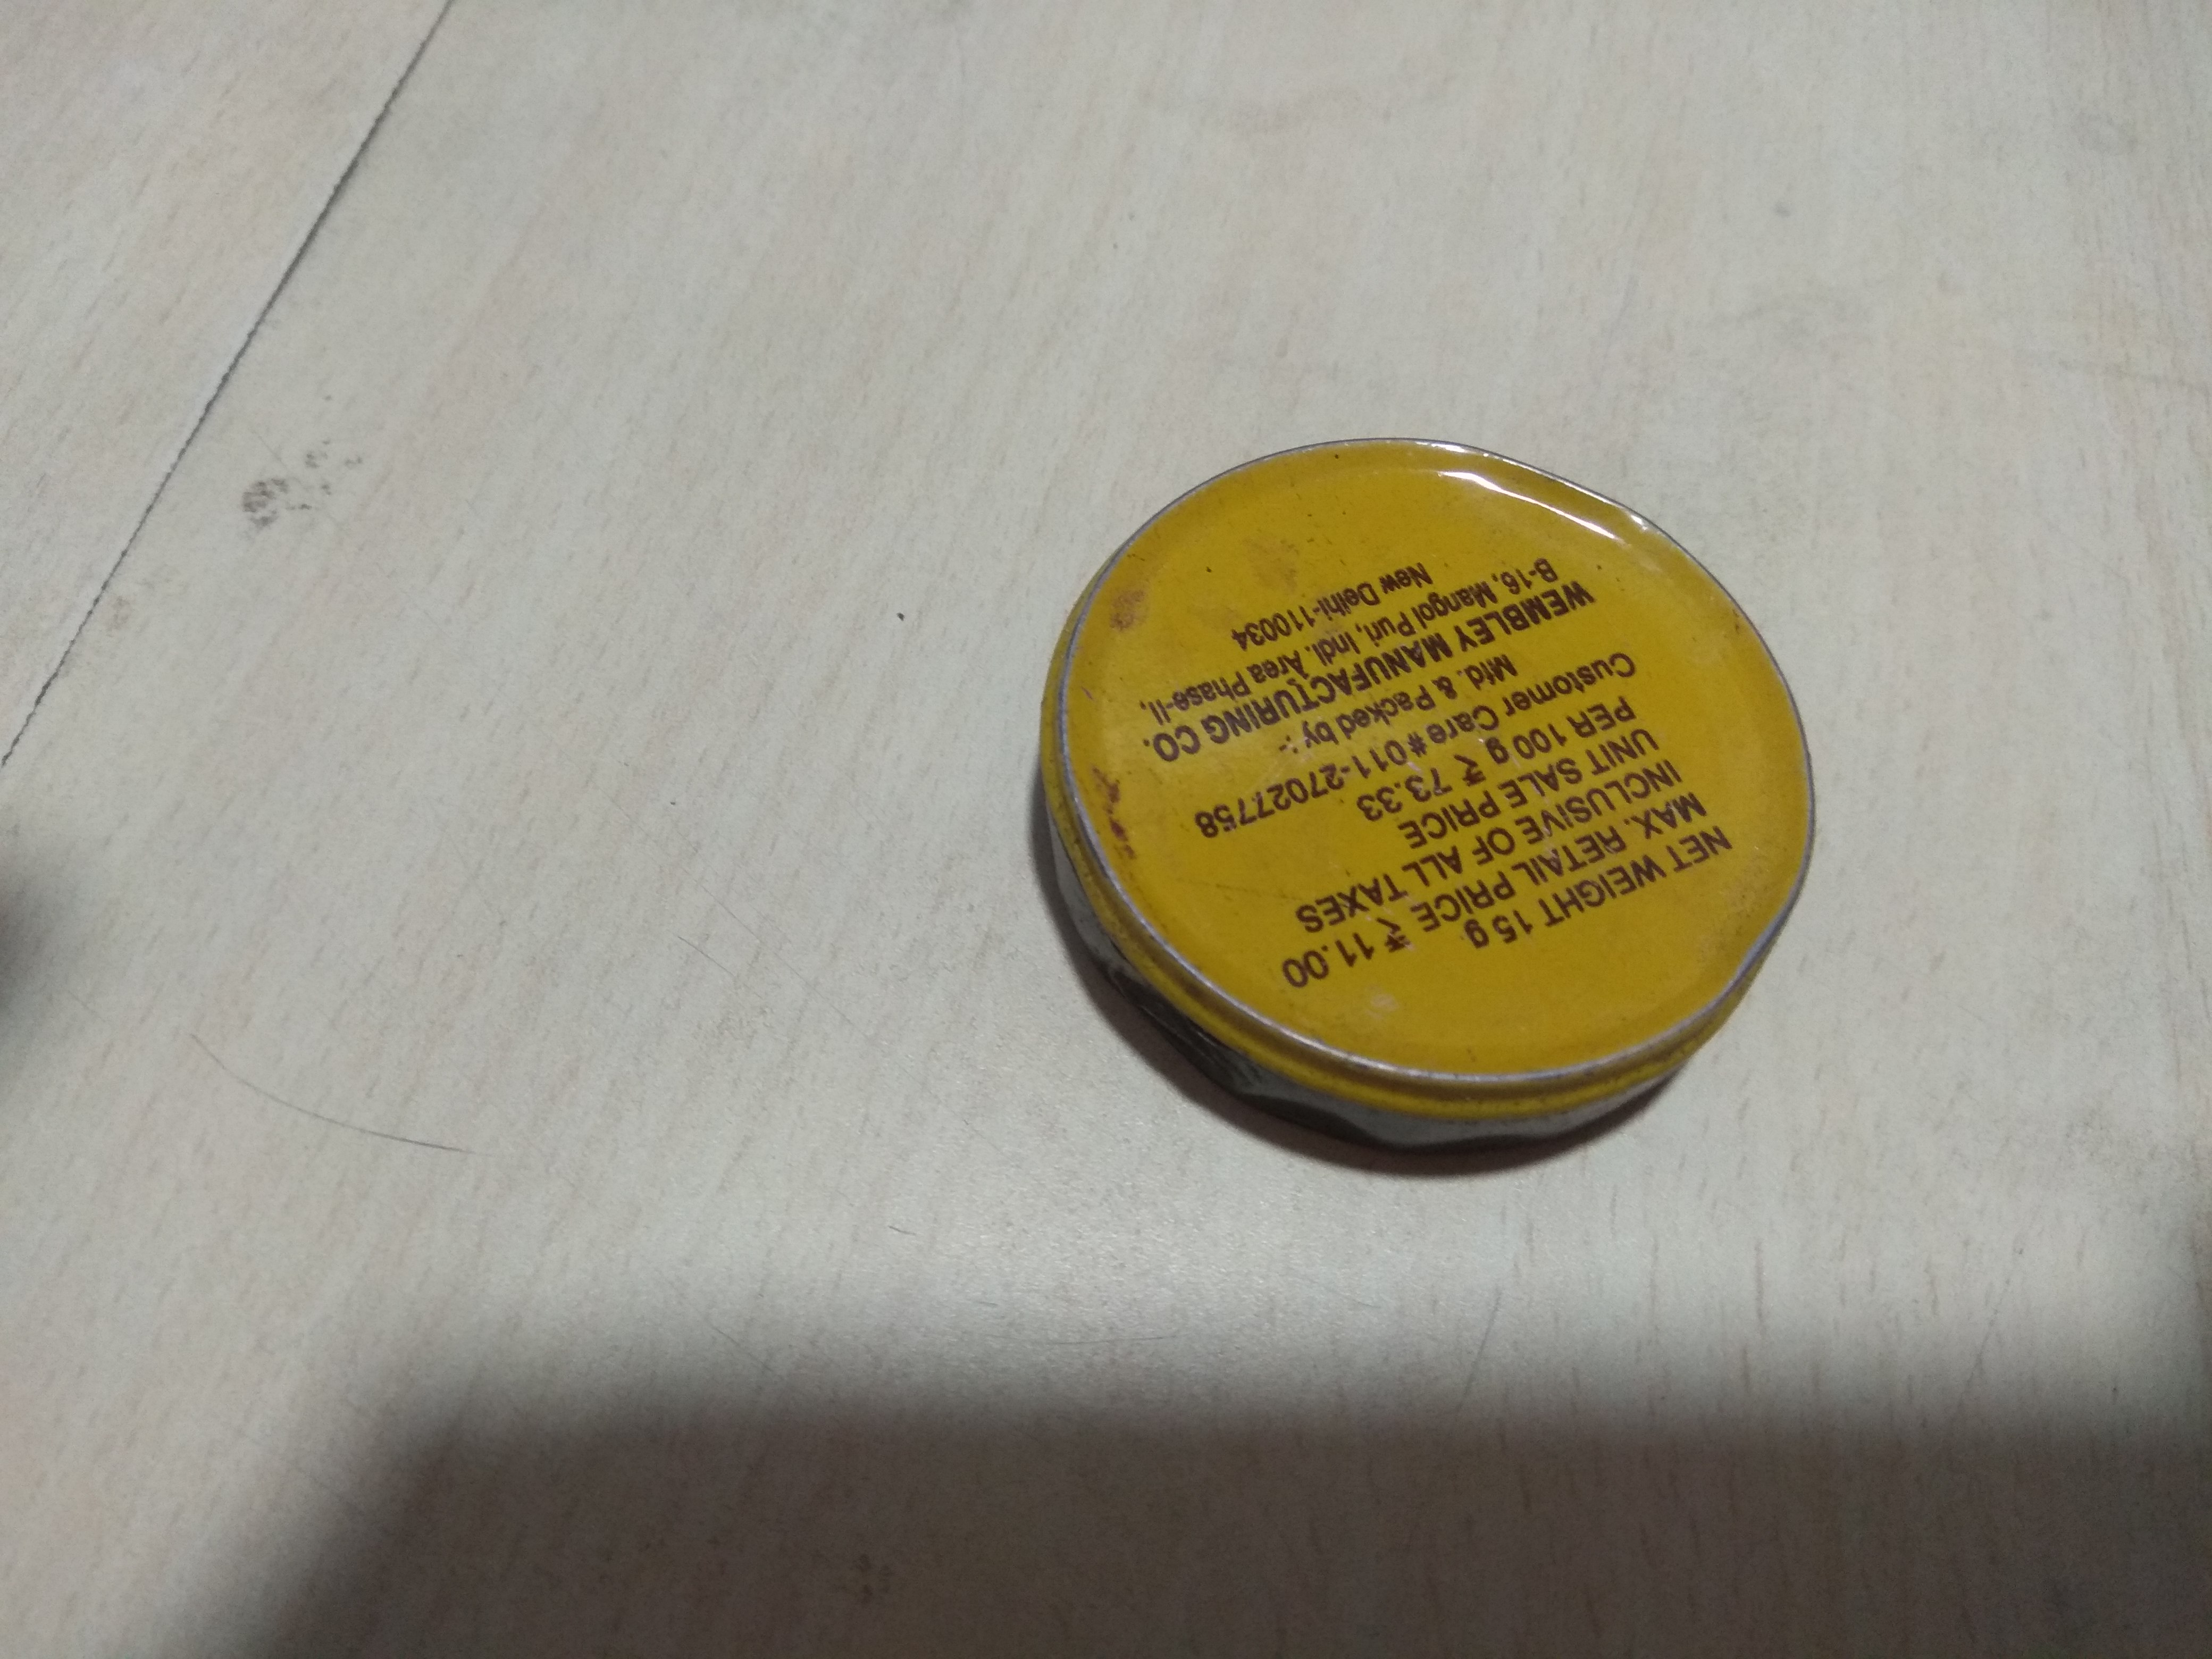 NET WEIGHT 15g
MAX. RETAIL PRICE ₹ 11.00
INCLUSIVE OF ALL TAXES
UNIT SALE PRICE
PER 100 g ₹ 73.33
Customer Care # 011-27027758
Mfd. & Packed by :-
WEMBLEY MANUFACTURING CO.
B-16, Mangol Puri, Indl. Area Phase-II,
New Delhi-110034